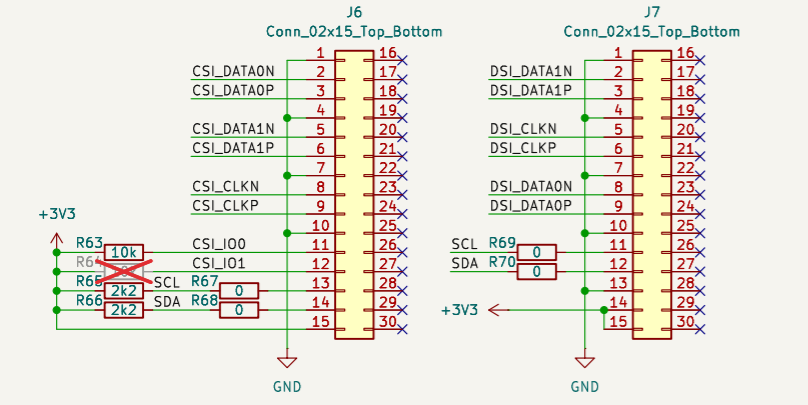 J6
Conn_02x15_Top_Bottom
1 16
CSI_DATA0N 2 17
CSI_DATA0P 3 18
4 19
CSI_DATA1N 5 20
CSI_DATA1P 6 21
7 22
CSI_CLKN 8 23
CSI_CLKP 9 24
10 25
+3V3
R63 10k CSI_IO0 11 26
CSI_IO1 12 27
2k2 SCL R67 0 13 28
R66 2k2 SDA R68 0 14 29
15 30
GND
J7
Conn_02x15_Top_Bottom
1 16
DSI_DATA1N 2 17
DSI_DATA1P 3 18
4 19
DSI_CLKN 5 20
DSI_CLKP 6 21
7 22
DSI_DATA0N 8 23
DSI_DATA0P 9 24
10 25
SCL R69 0 11 26
SDA R70 0 12 27
13 28
+3V3 14 29
15 30
GND